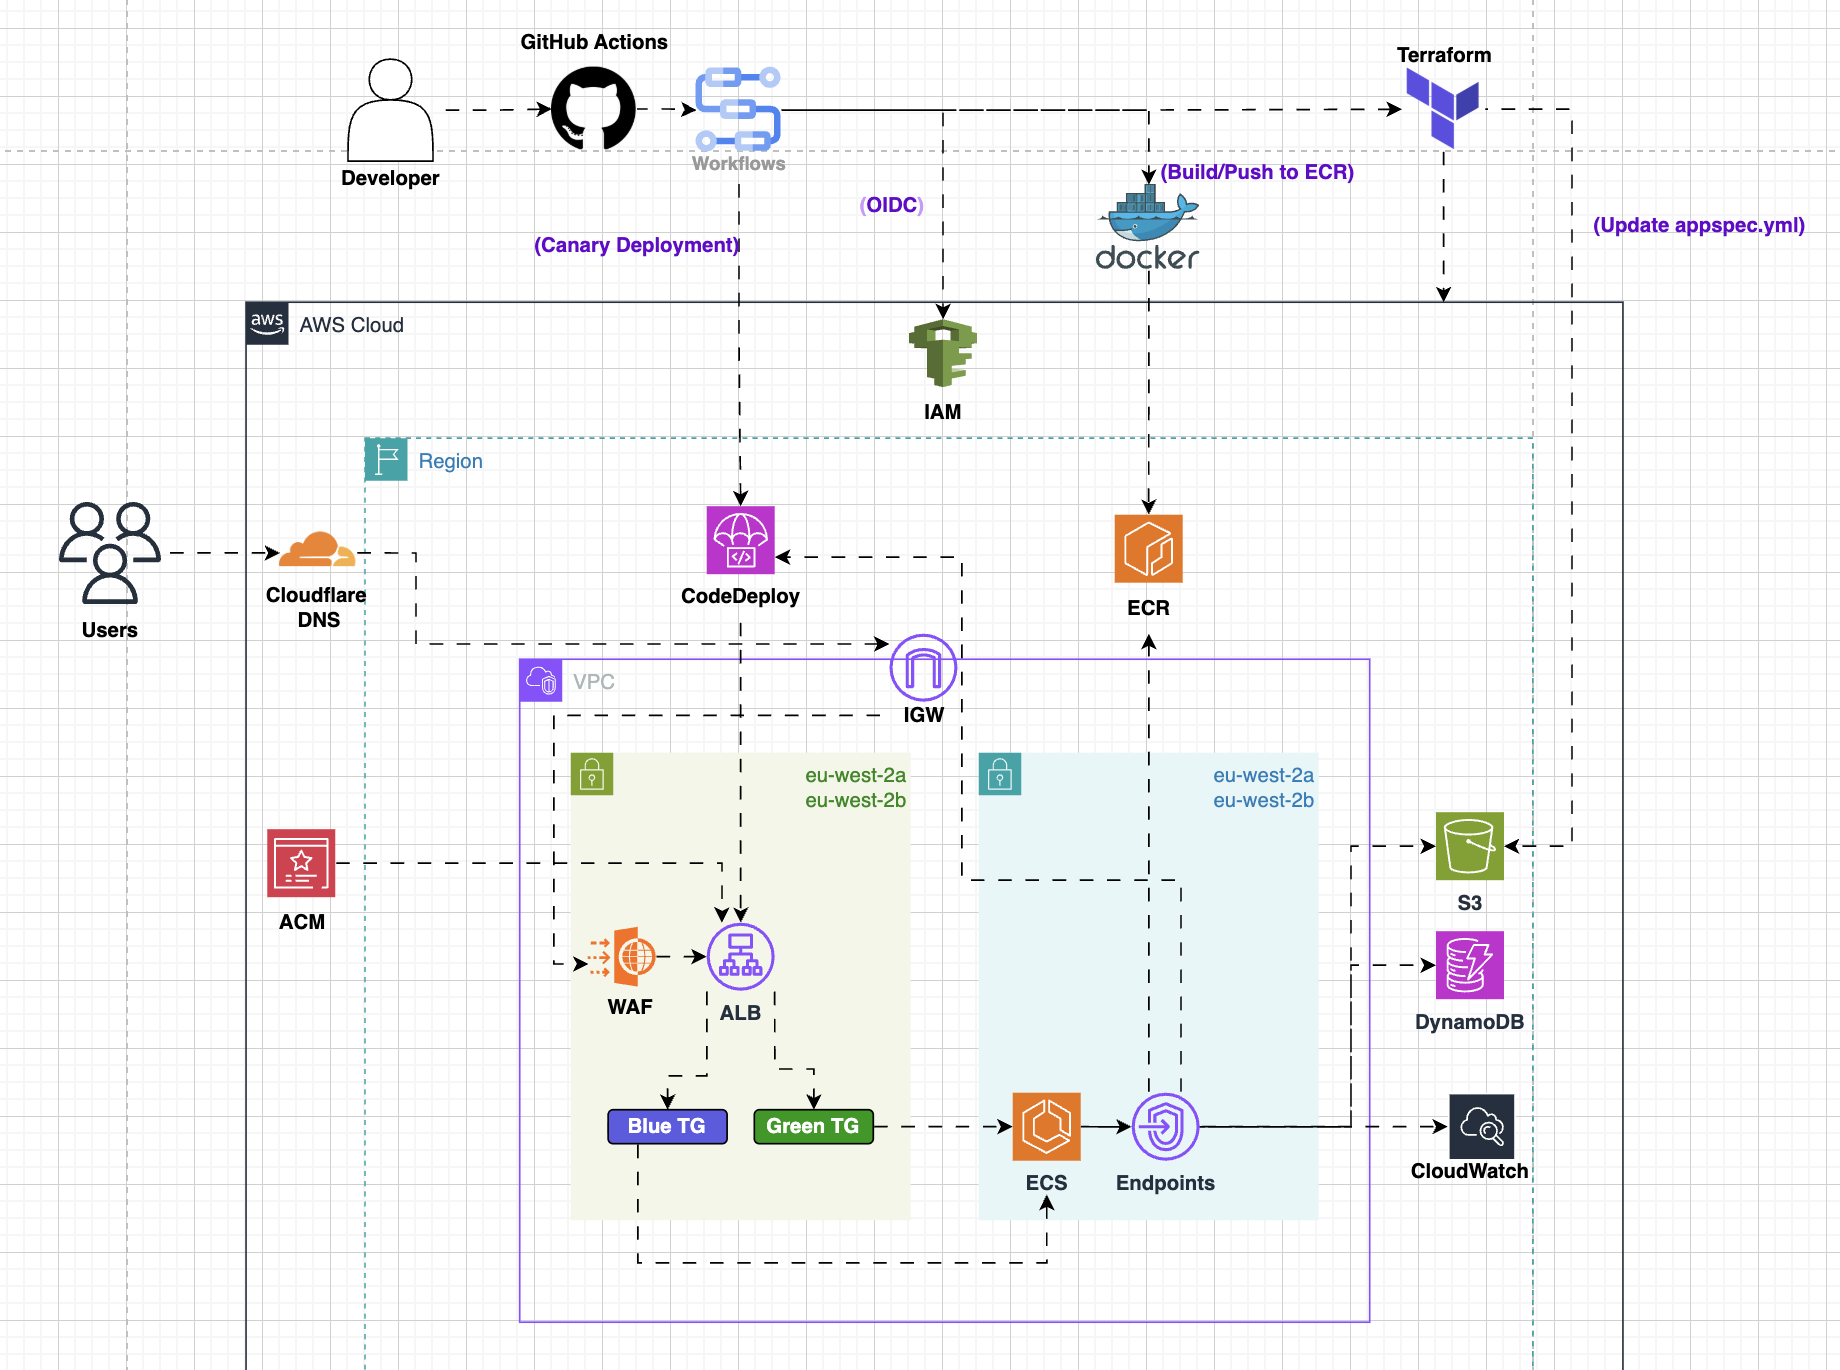 GitHub Actions
Terraform
Workflows
Developer
(Build/Push to ECR)
(OIDC)
(Update appspec.yml)
(Canary Deployment)
docker
aws
AWS Cloud
IAM
Region
Cloudflare
DNS
Users
CodeDeploy
ECR
VPC
IGW
eu-west-2a
eu-west-2b
eu-west-2a
eu-west-2b
ACM
S3
WAF
ALB
DynamoDB
Blue TG
Green TG
ECS
Endpoints
CloudWatch